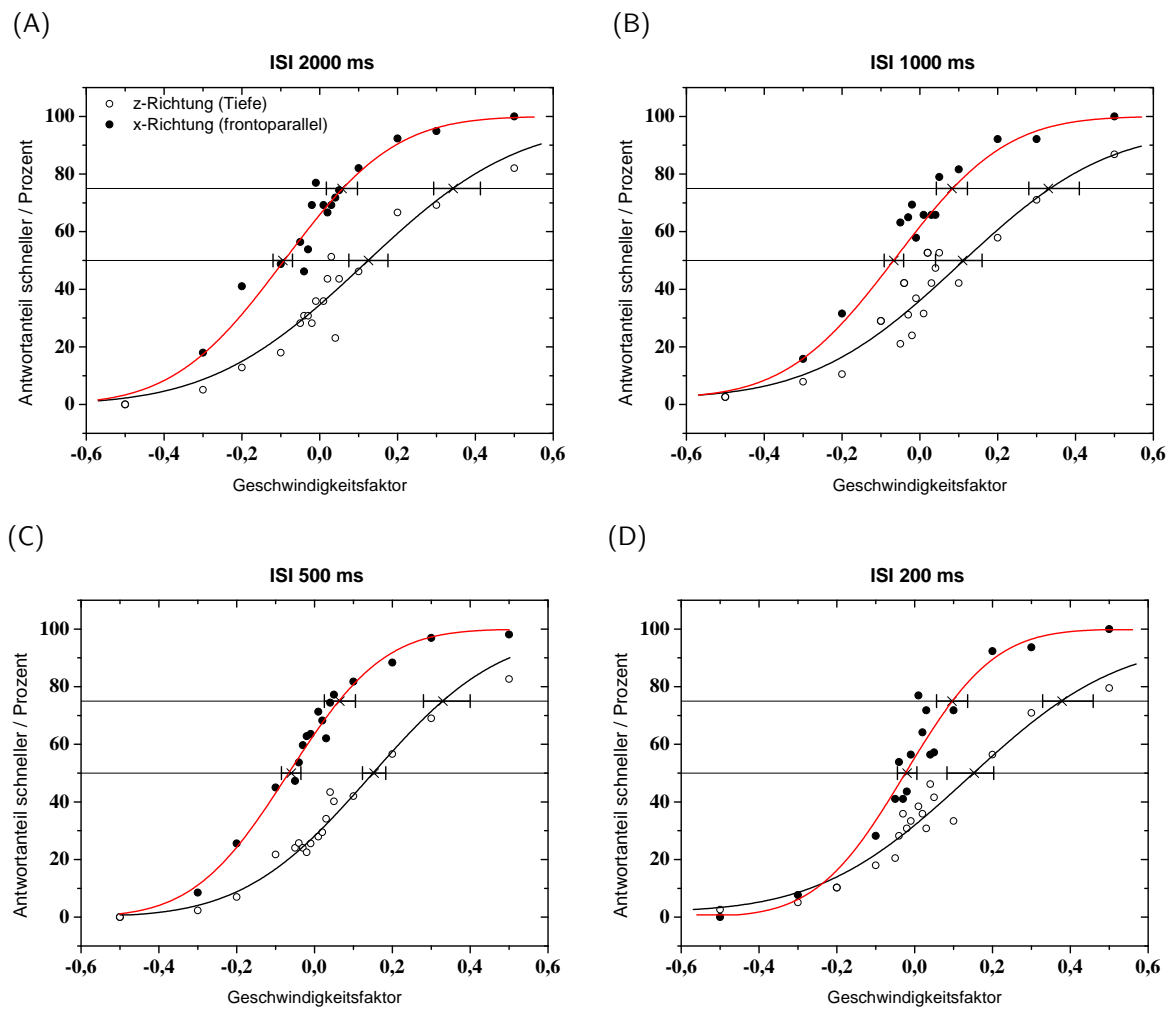 (A)
ISI 2000 ms
z-Richtung (Tiefe)
x-Richtung (frontoparallel)
Antwortanteil schneller / Prozent
100
80
60
40
20
0
-0,6 -0,4 -0,2 0,0 0,2 0,4 0,6
Geschwindigkeitsfaktor
(B)
ISI 1000 ms
Antwortanteil schneller / Prozent
100
80
60
40
20
0
-0,6 -0,4 -0,2 0,0 0,2 0,4 0,6
Geschwindigkeitsfaktor
(C)
ISI 500 ms
Antwortanteil schneller / Prozent
100
80
60
40
20
0
-0,6 -0,4 -0,2 0,0 0,2 0,4 0,6
Geschwindigkeitsfaktor
(D)
ISI 200 ms
Antwortanteil schneller / Prozent
100
80
60
40
20
0
-0,6 -0,4 -0,2 0,0 0,2 0,4 0,6
Geschwindigkeitsfaktor